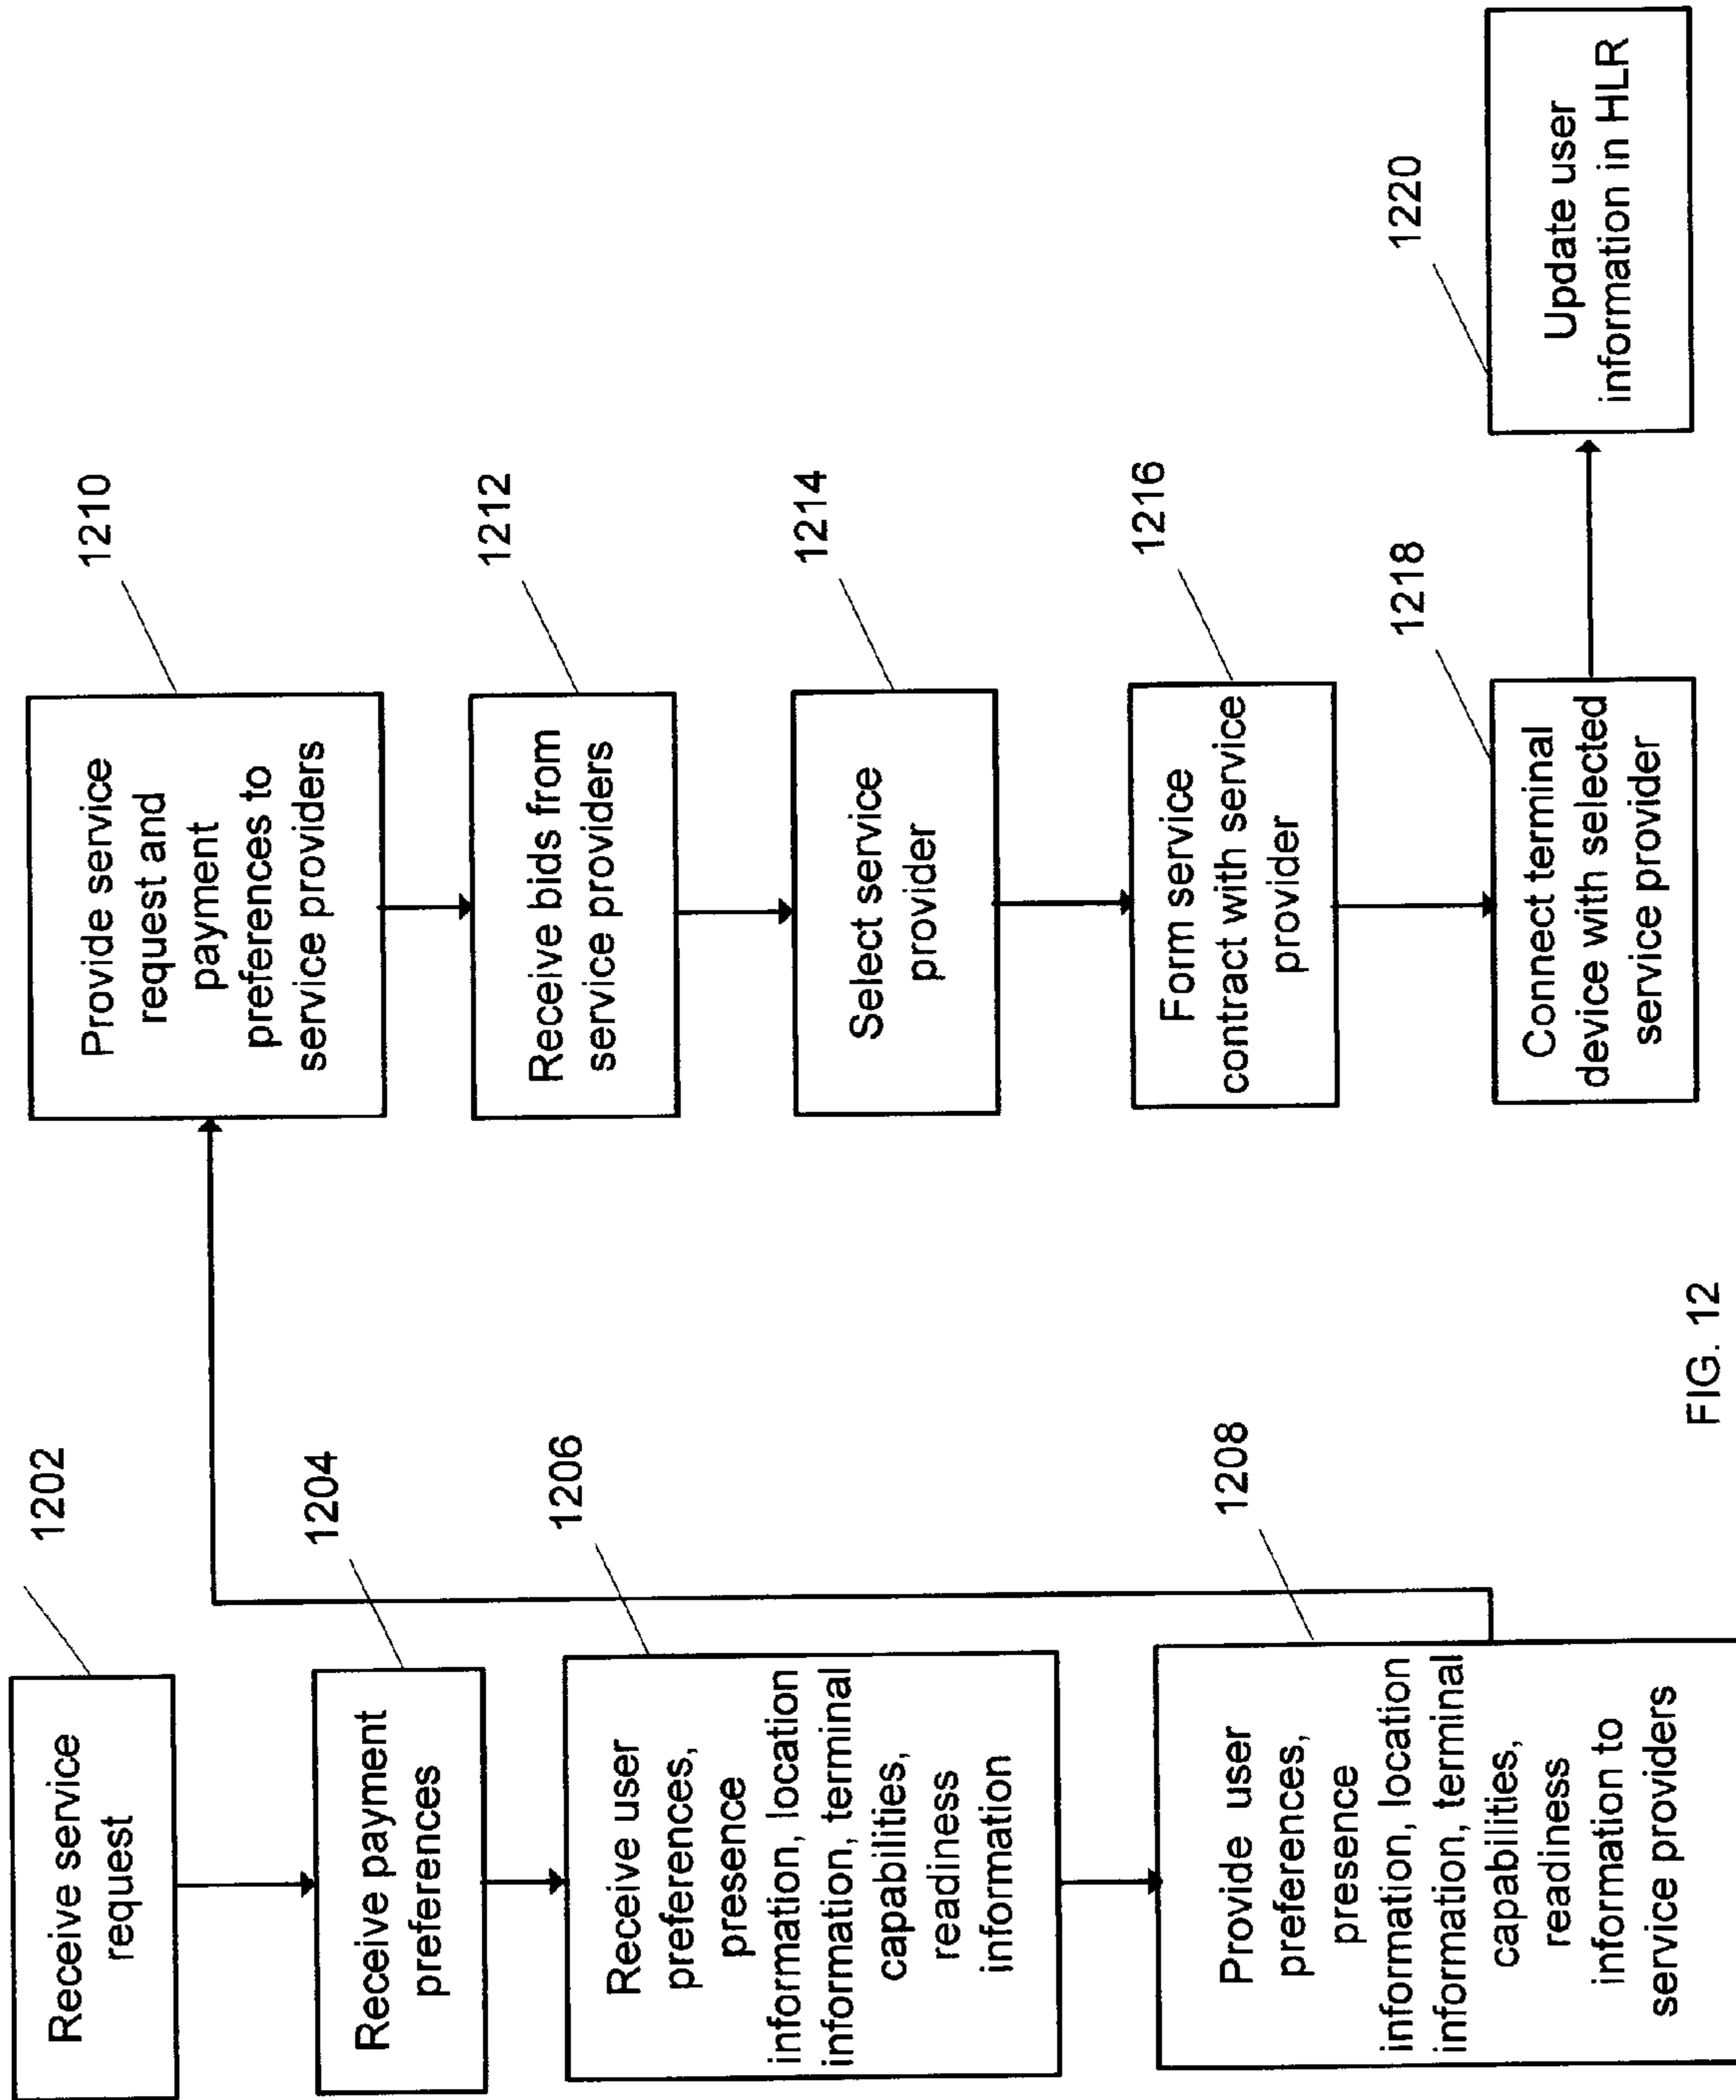 1202
Receive service
request
1204
Receive payment
preferences
1206
Receive user
preferences,
presence
information, location
information, terminal
capabilities,
readiness
information
1208
Provide user
preferences,
presence
information, location
information, terminal
capabilities,
readiness
information to
service providers
1210
Provide service
request and
payment
preferences to
service providers
1212
Receive bids from
service providers
1214
Select service
provider
1216
Form service
contract with service
provider
1218
Connect terminal
device with selected
service provider
1220
Update user
information in HLR
FIG. 12